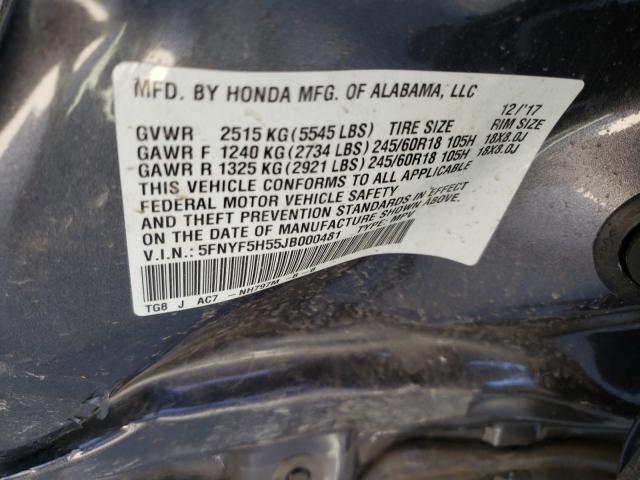 MFD. BY HONDA MFG. OF ALABAMA, LLC
12/'17
GVWR 2515 KG (5545 LBS) TIRE SIZE RIM SIZE
GAWR F 1240 KG (2734 LBS) 245/60R18 105H 18X8.0J
GAWR R 1325 KG (2921 LBS) 245/60R18 105H 18X8.0J
THIS VEHICLE CONFORMS TO ALL APPLICABLE
FEDERAL MOTOR VEHICLE SAFETY
AND THEFT PREVENTION STANDARDS IN EFFECT
ON THE DATE OF MANUFACTURE SHOWN ABOVE.
V.I.N.: 5FNYF5H55JB000481 TYPE: MPV
TG8 J AC7 -NH797M -B -B